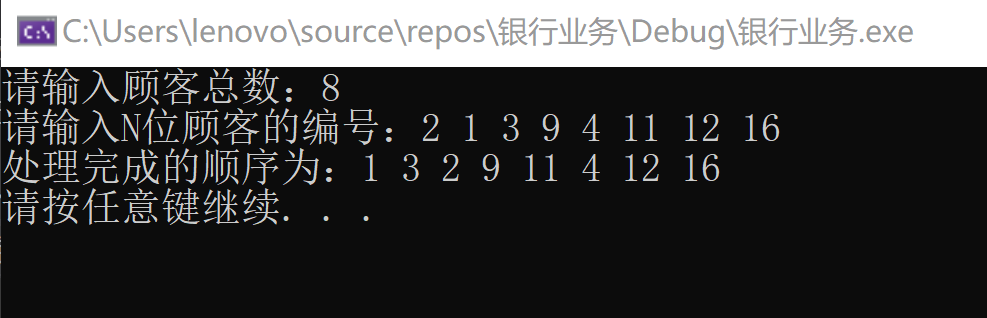 C:\Users\lenovo\source\repos\银行业务\Debug\银行业务.exe
请输入顾客总数：8
请输入N位顾客的编号：2 1 3 9 4 11 12 16
处理完成的顺序为：1 3 2 9 11 4 12 16
请按任意键继续. . .